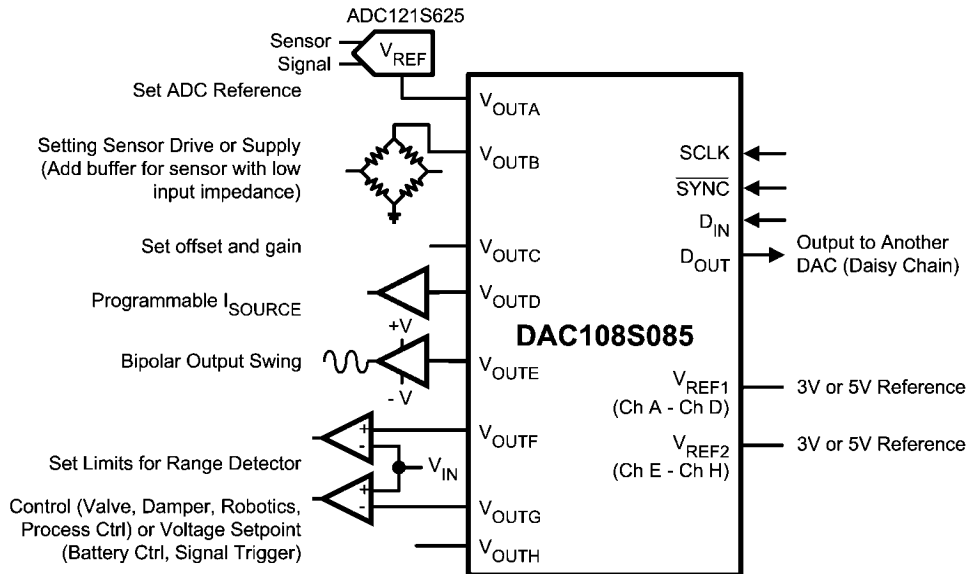 ADC121S625
Sensor
Signal
VREF
Set ADC Reference
VOUTA
Setting Sensor Drive or Supply
(Add buffer for sensor with low
input impedance)
VOUTB
Set offset and gain
VOUTC
Programmable ISOURCE
VOUTD
+V
Bipolar Output Swing
- V
VOUTE
+
-
VOUTF
Set Limits for Range Detector
VIN
+
-
VOUTG
Control (Valve, Damper, Robotics,
Process Ctrl) or Voltage Setpoint
(Battery Ctrl, Signal Trigger)
VOUTH
DAC108S085
SCLK
SYNC
DIN
DOUT
Output to Another
DAC (Daisy Chain)
VREF1
(Ch A - Ch D)
3V or 5V Reference
VREF2
(Ch E - Ch H)
3V or 5V Reference